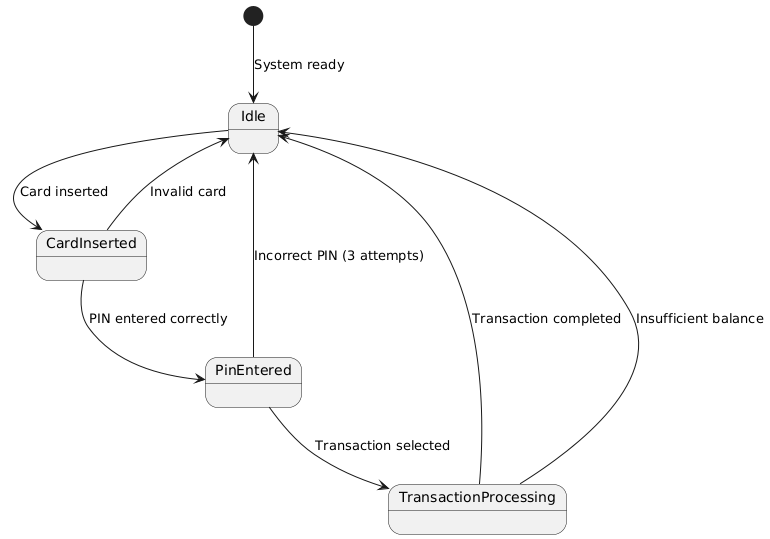 System ready
Idle
Card inserted
Invalid card
CardInserted
Incorrect PIN (3 attempts)
PIN entered correctly
Transaction completed
Insufficient balance
PinEntered
Transaction selected
TransactionProcessing